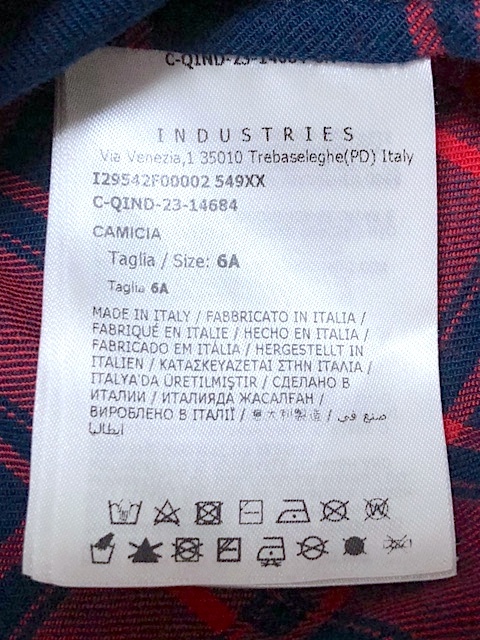 C-QIND-23-14684
INDUSTRIES
Via Venezia,1 35010 Trebaseleghe(PD) Italy
I29542F00002 549XX
C-QIND-23-14684
CAMICIA
Taglia / Size: 6A
Taglia 6A
MADE IN ITALY / FABBRICATO IN ITALIA /
FABRIQUÉ EN ITALIE / HECHO EN ITALIA /
FABRICADO EM ITÁLIA / HERGESTELLT IN
ITALIEN / ΚΑΤΑΣΚΕΥΑΖΕΤΑΙ ΣΤΗΝ ΙΤΑΛΙΑ /
ITALYA'DA ÜRETILMIŞTIR / СДЕЛАНО В
ИТАЛИИ / ИТАЛИЯДА ЖАСАЛҒАН /
ВИРОБЛЕНО В ІТАЛІЇ / 意大利製造 / صنع في
ايطاليا